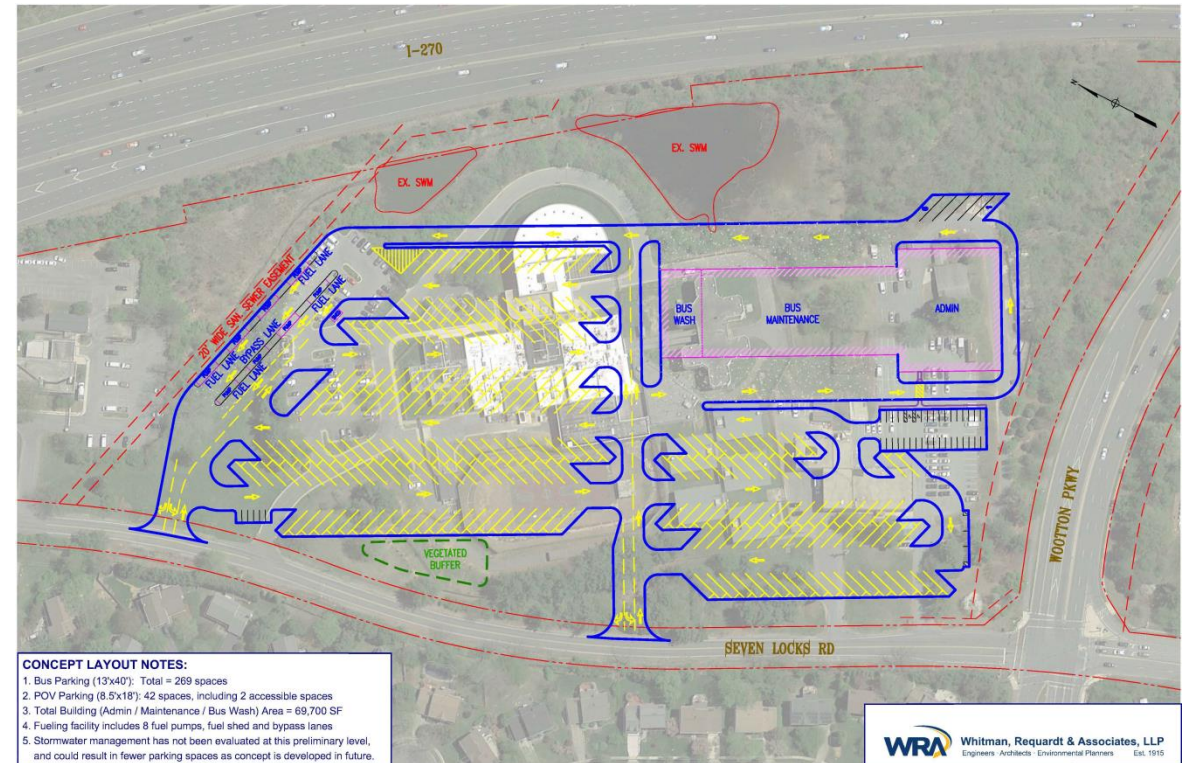 I-270
N
EX. SWM
EX. SWM
20' WIDE SAN. SEWER EASEMENT
FUEL LANE
FUEL LANE
BYPASS LANE
FUEL LANE
FUEL LANE
BUS
WASH
BUS
MAINTENANCE
ADMIN
VEGETATED
BUFFER
WOOTTON PKWY
SEVEN LOCKS RD
CONCEPT LAYOUT NOTES:
1. Bus Parking (13'x40'): Total = 269 spaces
2. POV Parking (8.5'x18'): 42 spaces, including 2 accessible spaces
3. Total Building (Admin / Maintenance / Bus Wash) Area = 69,700 SF
4. Fueling facility includes 8 fuel pumps, fuel shed and bypass lanes
5. Stormwater management has not been evaluated at this preliminary level,
and could result in fewer parking spaces as concept is developed in future.
WRA Whitman, Requardt & Associates, LLP
Engineers · Architects · Environmental Planners Est. 1915